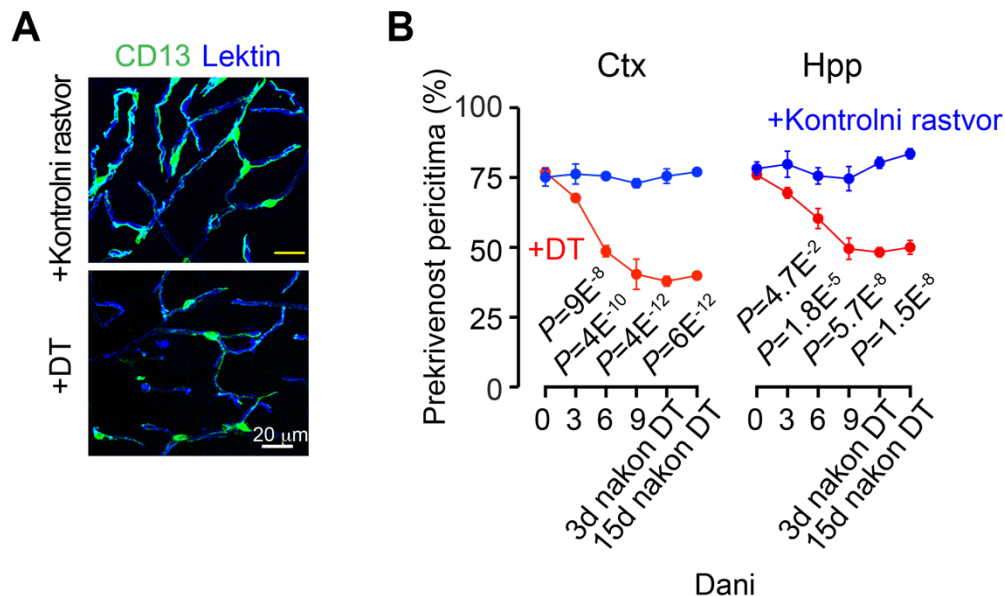 A
CD13 Lektin
+Kontrolni rastvor
+DT
20 μm
B
Ctx
Hpp
Prekrivenost pericitima (%)
100
75
50
25
0
+Kontrolni rastvor
+DT
P=9E⁻⁸
P=4E⁻¹⁰
P=4E⁻¹²
P=6E⁻¹²
P=4.7E⁻²
P=1.8E⁻⁵
P=5.7E⁻⁸
P=1.5E⁻⁸
0 3 6 9 3d nakon DT 15d nakon DT
0 3 6 9 3d nakon DT 15d nakon DT
Dani